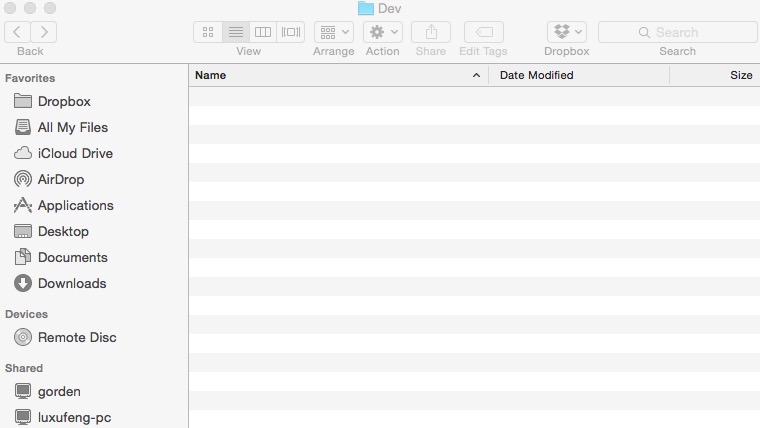 Dev
Back View Arrange Action Share Edit Tags Dropbox Search
Search
Favorites
Name Date Modified Size
Dropbox
All My Files
iCloud Drive
AirDrop
Applications
Desktop
Documents
Downloads
Devices
Remote Disc
Shared
gorden
luxufeng-pc